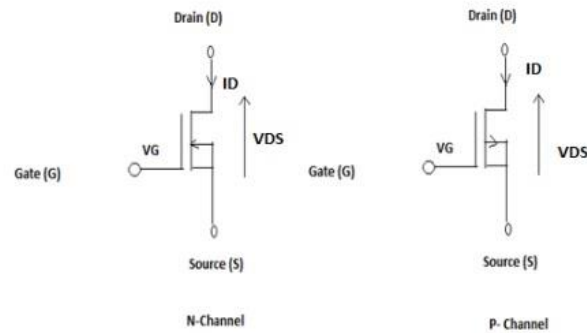 Drain (D)
Drain (D)
ID
ID
VDS
VDS
VG
VG
Gate (G)
Gate (G)
Source (S)
Source (S)
N-Channel
P- Channel